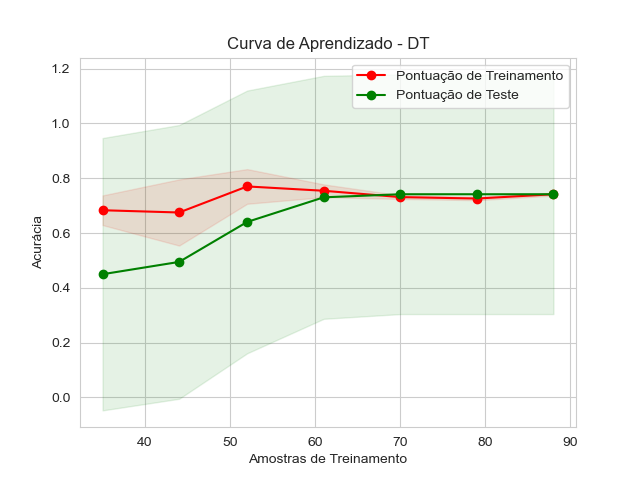 Curva de Aprendizado - DT
Pontuação de Treinamento
Pontuação de Teste
Acurácia
1.2
1.0
0.8
0.6
0.4
0.2
0.0
40 50 60 70 80 90
Amostras de Treinamento